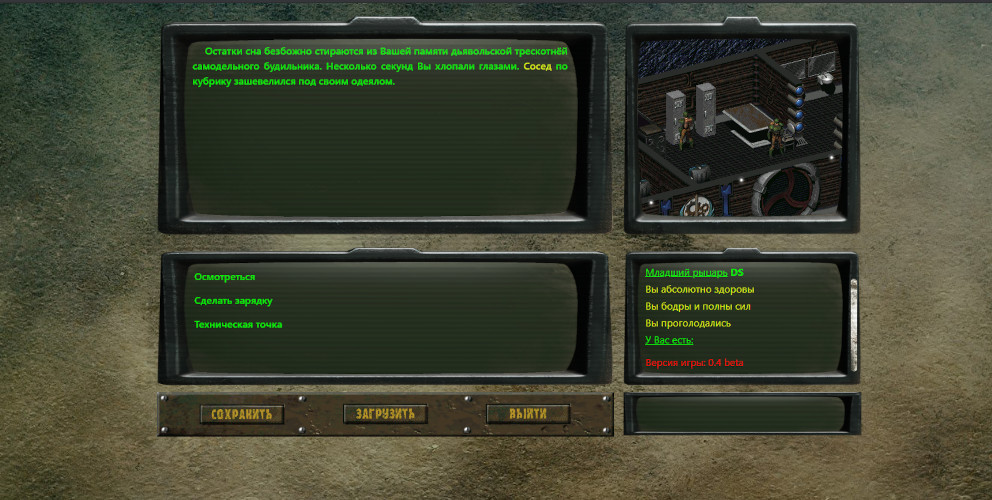 Остатки сна безбожно стираются из Вашей памяти дьявольской трескотнёй
самодельного будильника. Несколько секунд Вы хлопали глазами. Сосед по
кубрику зашевелился под своим одеялом.
Осмотреться
Сделать зарядку
Техническая точка
Младший рыцарь DS
Вы абсолютно здоровы
Вы бодры и полны сил
Вы проголодались
У Вас есть:
Версия игры: 0.4 beta
СОХРАНИТЬ
ЗАГРУЗИТЬ
ВЫЙТИ